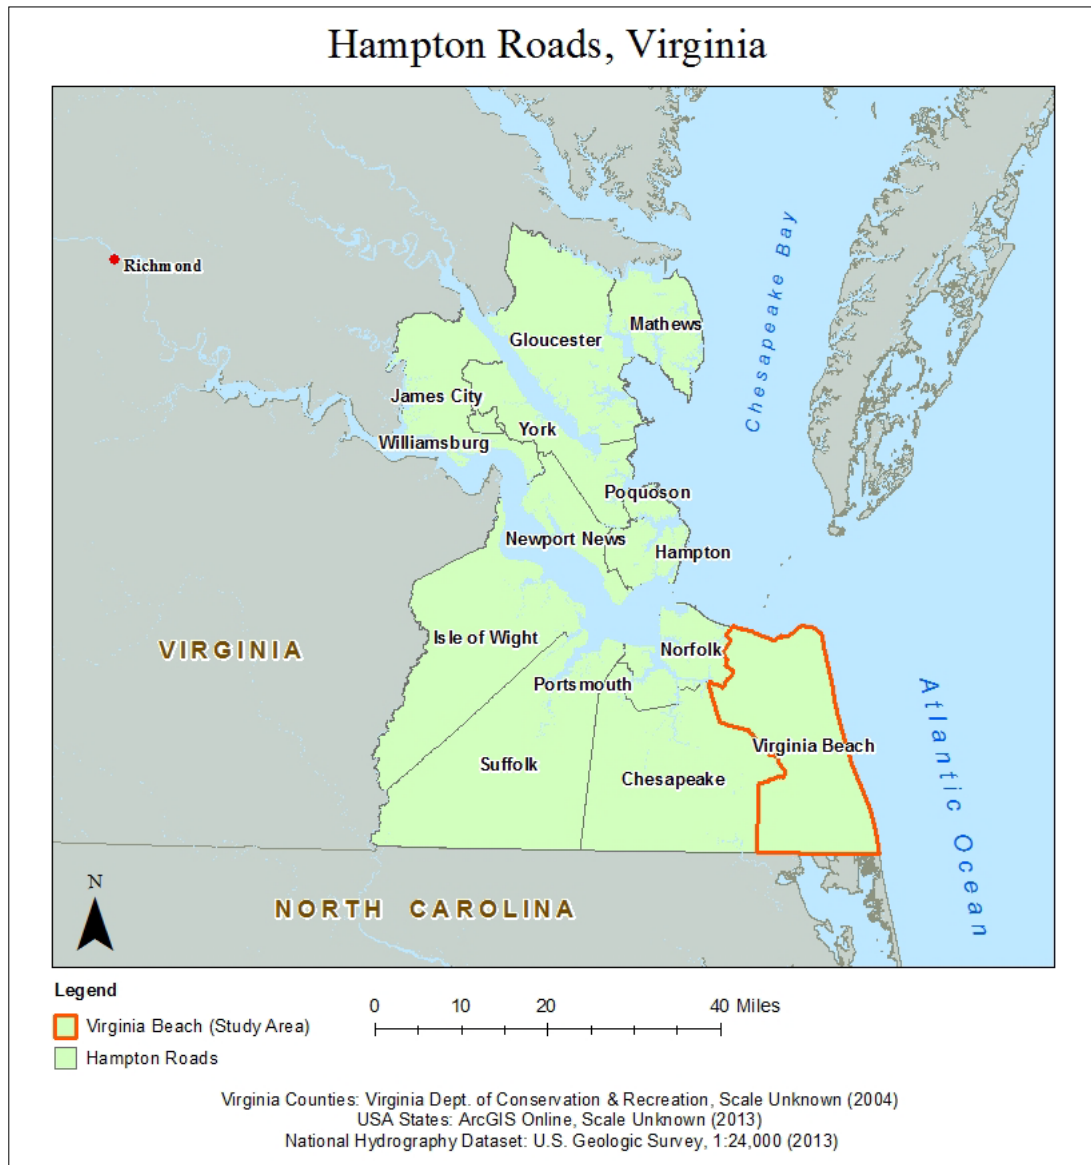 Hampton Roads, Virginia
Richmond
Chesapeake Bay
Mathews
Gloucester
James City
York
Williamsburg
Poquoson
Newport News
Hampton
Isle of Wight
Norfolk
VIRGINIA
Portsmouth
Atlantic Ocean
Virginia Beach
Suffolk
Chesapeake
N
NORTH CAROLINA
Legend
Virginia Beach (Study Area)
Hampton Roads
0 10 20 40 Miles
Virginia Counties: Virginia Dept. of Conservation & Recreation, Scale Unknown (2004)
USA States: ArcGIS Online, Scale Unknown (2013)
National Hydrography Dataset: U.S. Geologic Survey, 1:24,000 (2013)